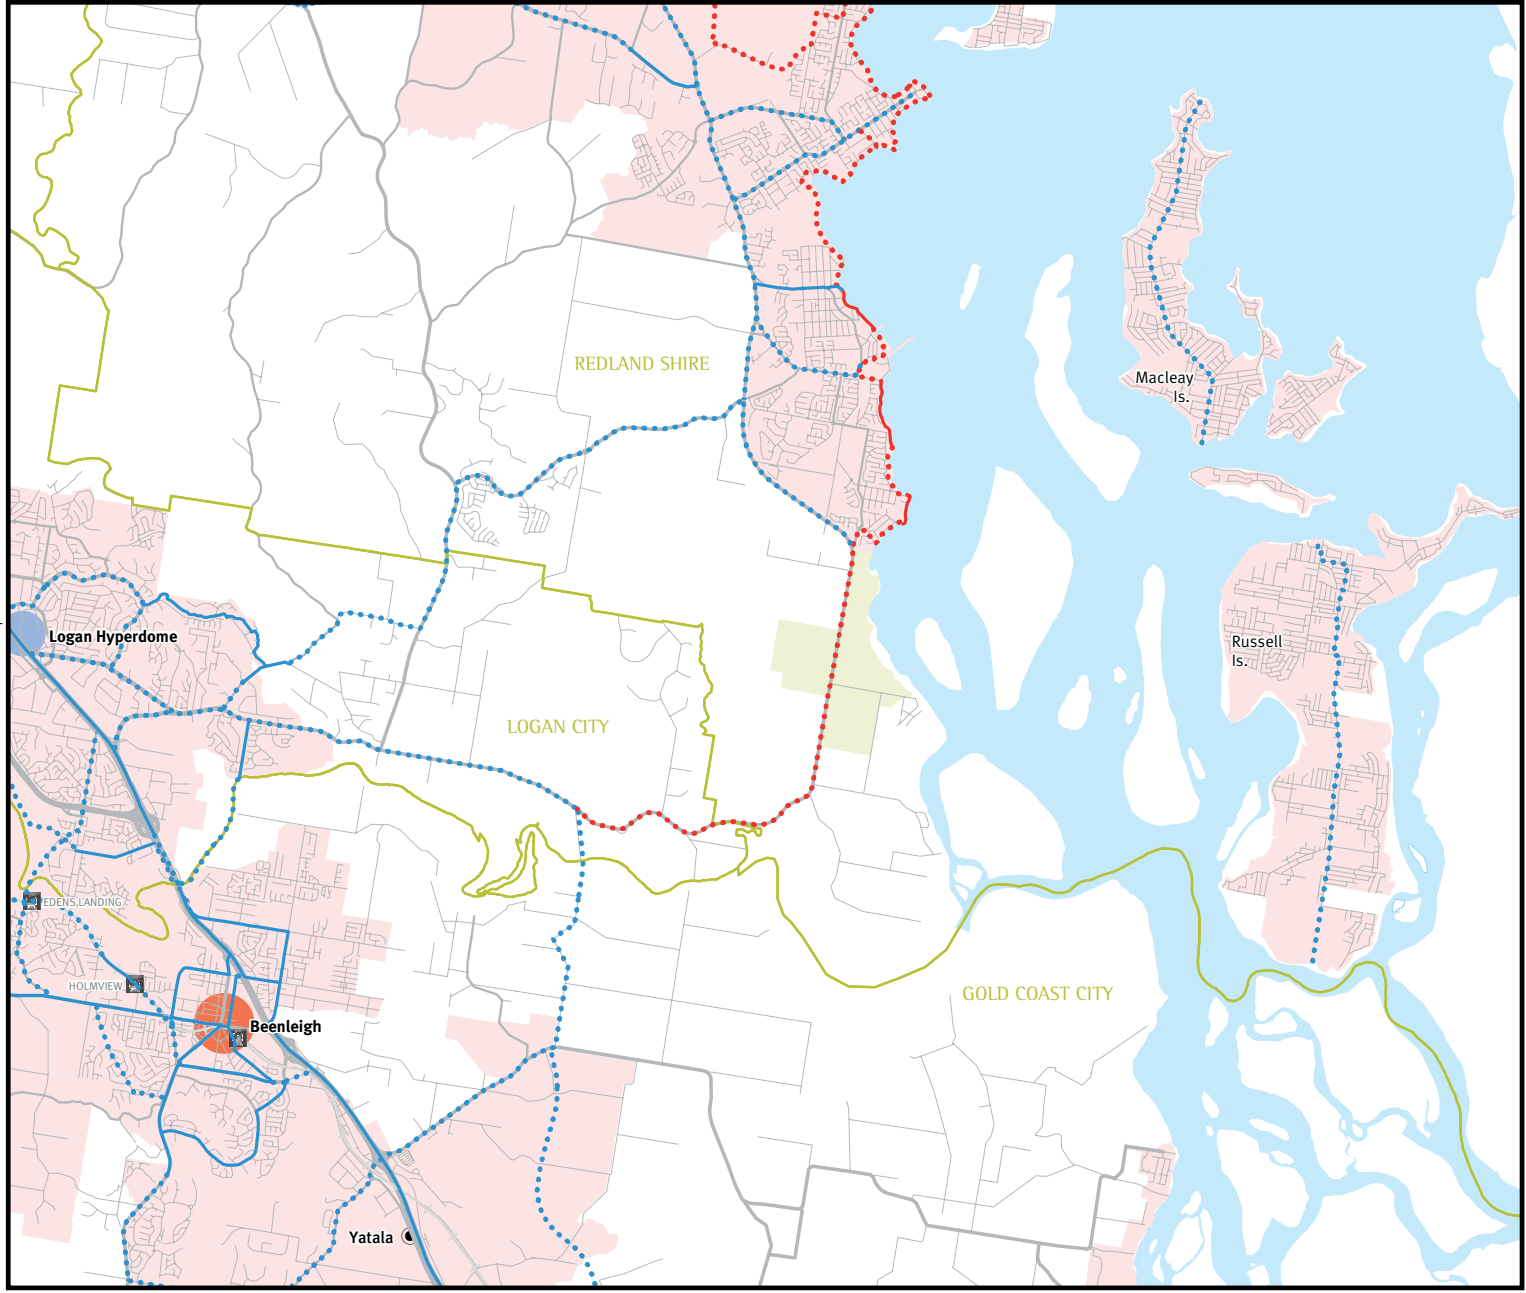 REDLAND SHIRE
Macleay
Is.
Logan Hyperdome
Russell
Is.
LOGAN CITY
EDENS LANDING
HOLMVIEW
GOLD COAST CITY
Beenleigh
Yatala